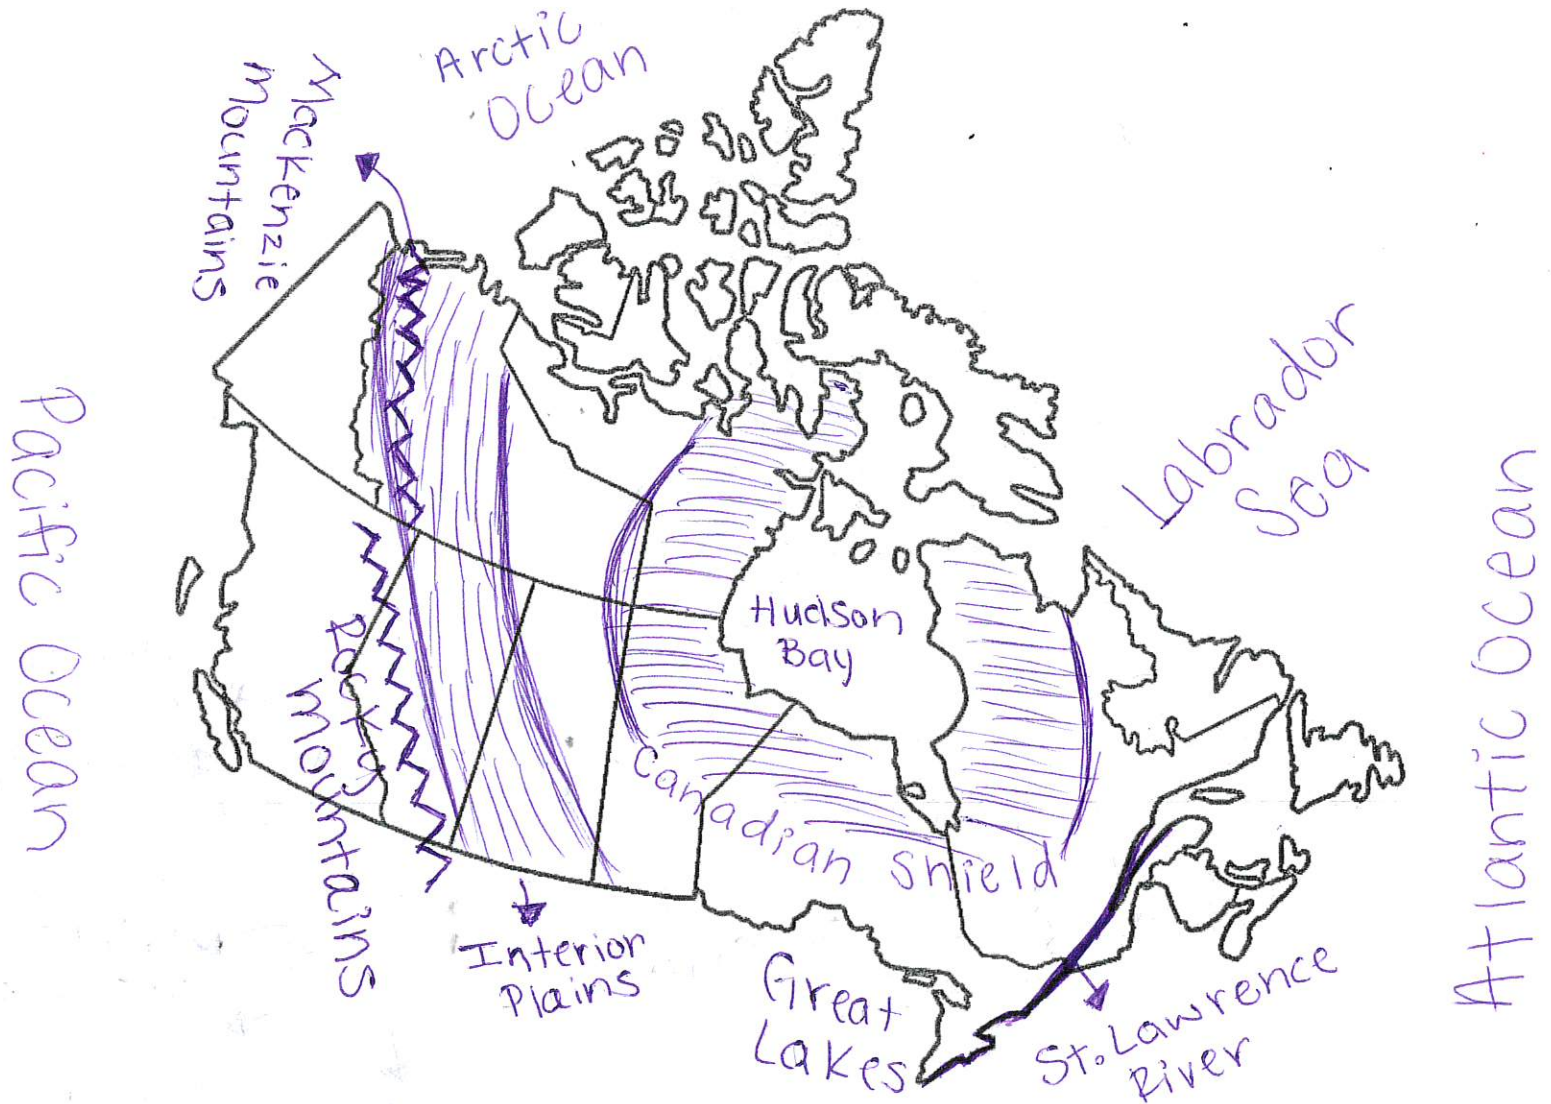 Arctic
Ocean
Mackenzie
Mountains
Labrador
Sea
Pacific Ocean
Atlantic Ocean
Hudson
Bay
Rocky
Mountains
Canadian Shield
Interior
Plains
Great
Lakes
St. Lawrence
River